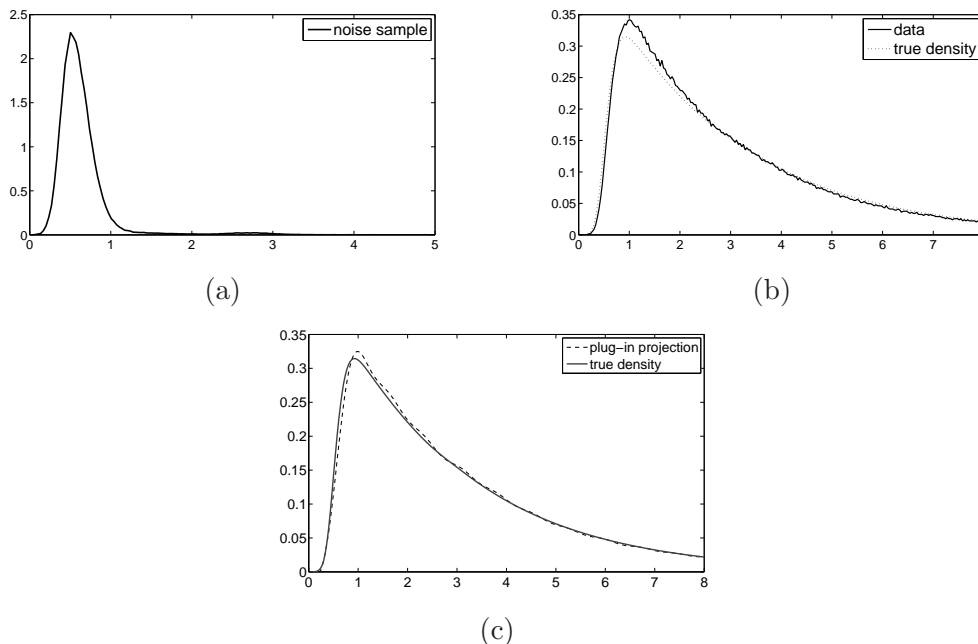 2.5
noise sample
2
1.5
1
0.5
0
0 1 2 3 4 5
(a)
0.35
data
true density
0.3
0.25
0.2
0.15
0.1
0.05
0
0 1 2 3 4 5 6 7
(b)
0.35
plug-in projection
true density
0.3
0.25
0.2
0.15
0.1
0.05
0
0 1 2 3 4 5 6 7 8
(c)